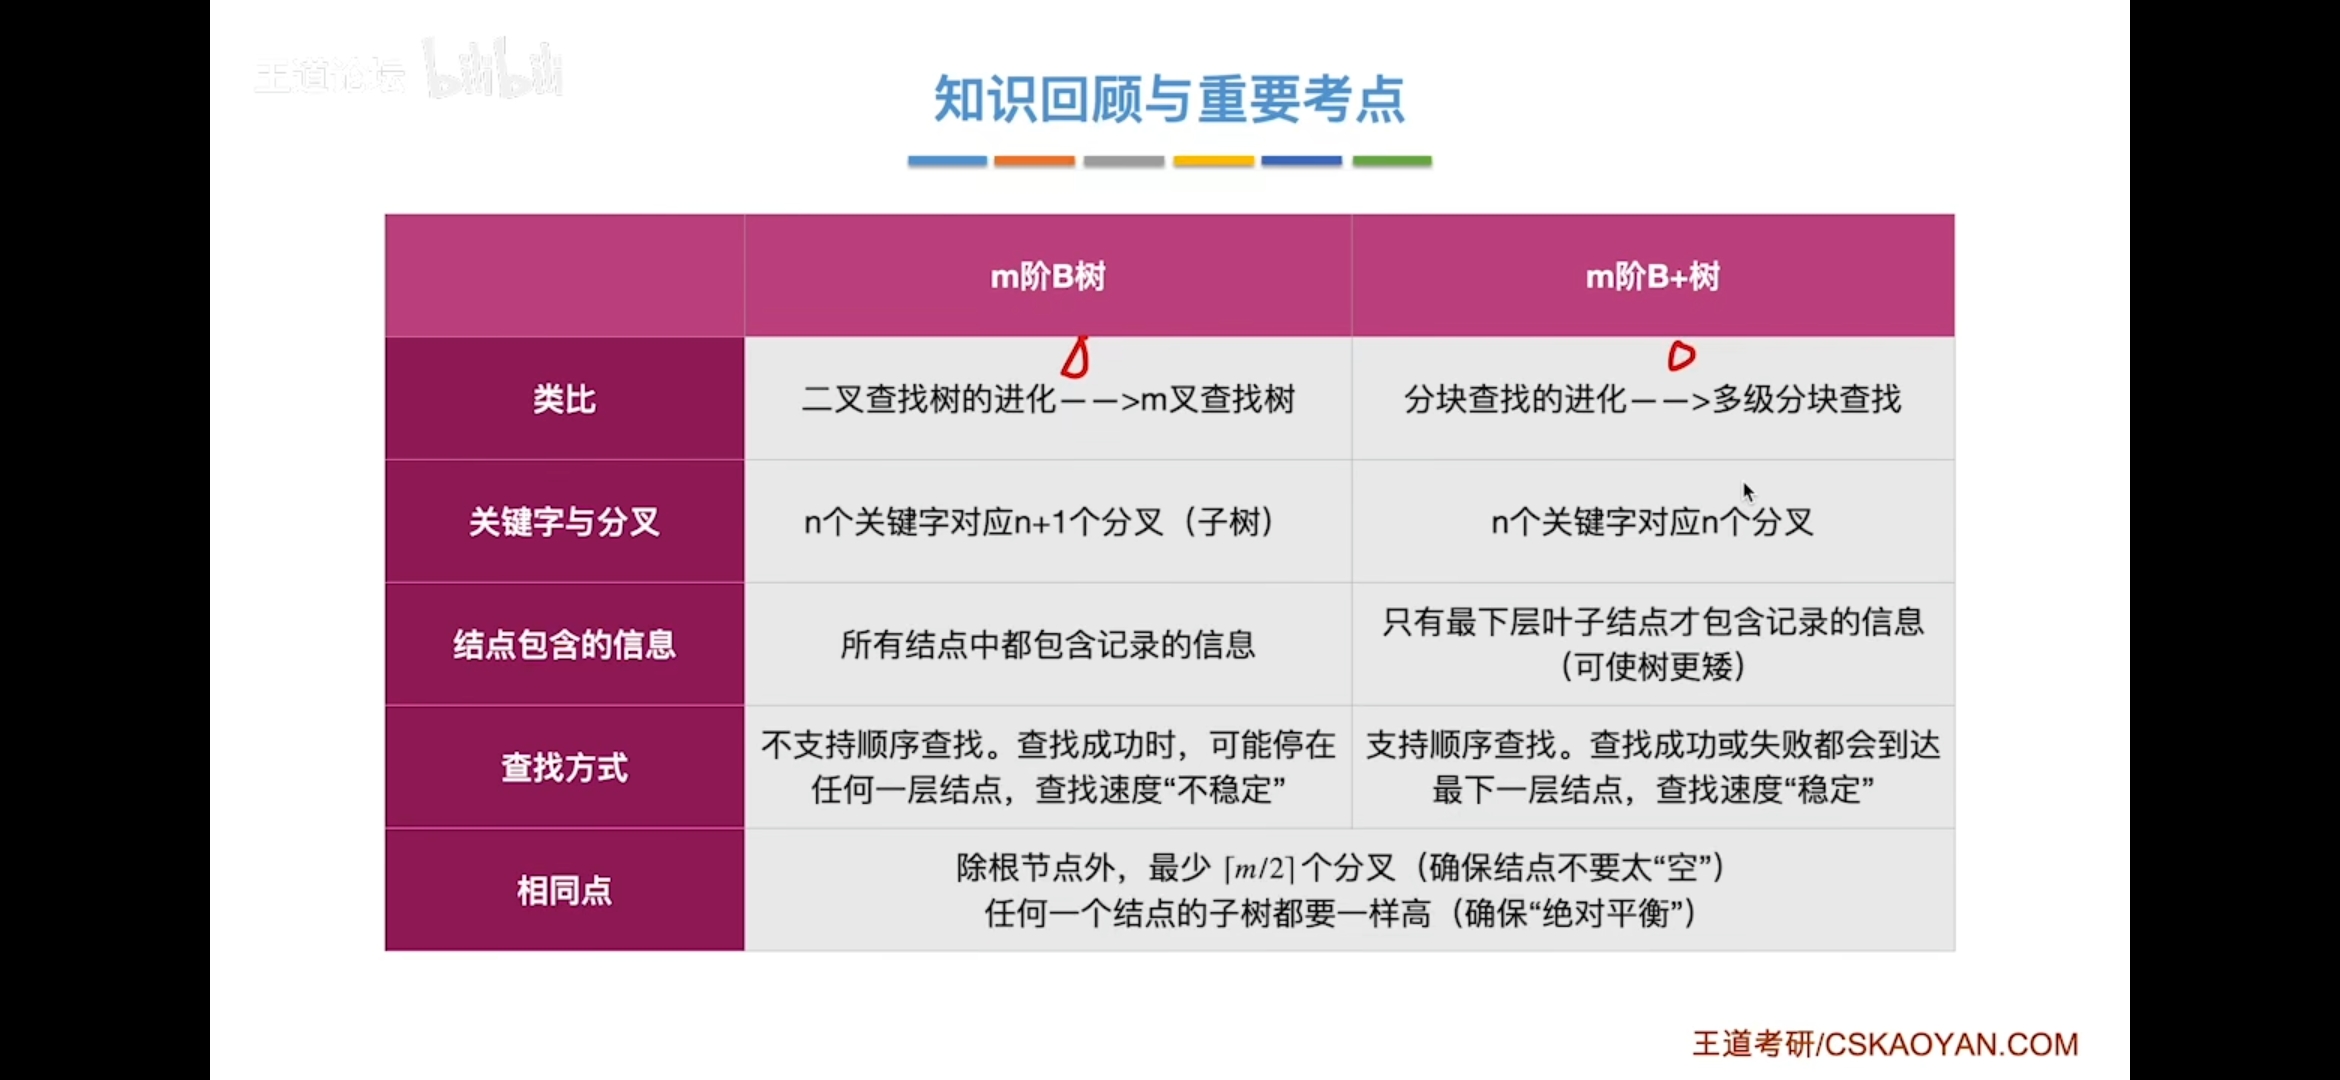 王道论坛 bilibili
知识回顾与重要考点
m阶B树
m阶B+树
类比
二叉查找树的进化——>m叉查找树
分块查找的进化——>多级分块查找
关键字与分叉
n个关键字对应n+1个分叉（子树）
n个关键字对应n个分叉
结点包含的信息
所有结点中都包含记录的信息
只有最下层叶子结点才包含记录的信息
（可使树更矮）
查找方式
不支持顺序查找。查找成功时，可能停在
任何一层结点，查找速度“不稳定”
支持顺序查找。查找成功或失败都会到达
最下一层结点，查找速度“稳定”
相同点
除根节点外，最少⌈m/2⌉个分叉（确保结点不要太“空”）
任何一个结点的子树都要一样高（确保“绝对平衡”）
王道考研/CSKAOYAN.COM